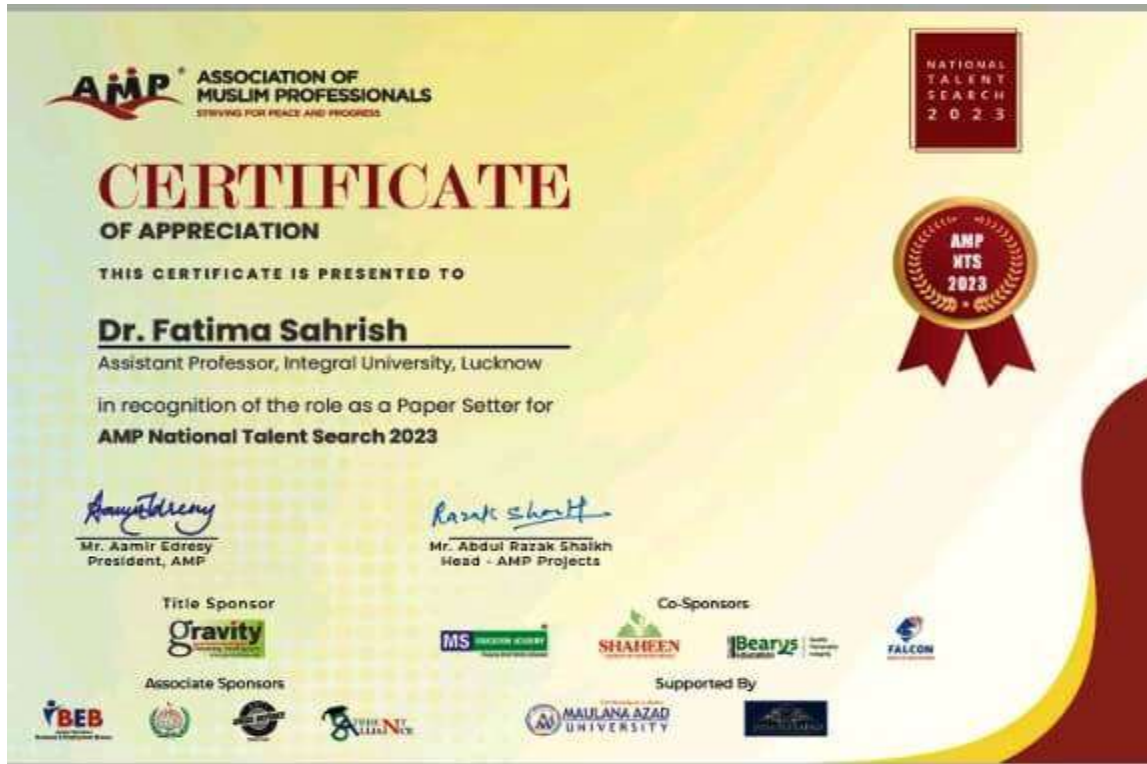 AMP
ASSOCIATION OF
MUSLIM PROFESSIONALS
STRIVING FOR PEACE AND PROGRESS
NATIONAL
TALENT
SEARCH
2023
CERTIFICATE
OF APPRECIATION
THIS CERTIFICATE IS PRESENTED TO
AMP
NTS
2023
Dr. Fatima Sahrish
Assistant Professor, Integral University, Lucknow
in recognition of the role as a Paper Setter for
AMP National Talent Search 2023
Mr. Aamir Edresy
President, AMP
Mr. Abdul Razak Shaikh
Head - AMP Projects
Title Sponsor
Gravity
Co-Sponsors
MS EDUCATION ACADEMY
SHAHEEN
Bearys
FALCON
Associate Sponsors
BEB
Supported By
MAULANA AZAD
UNIVERSITY